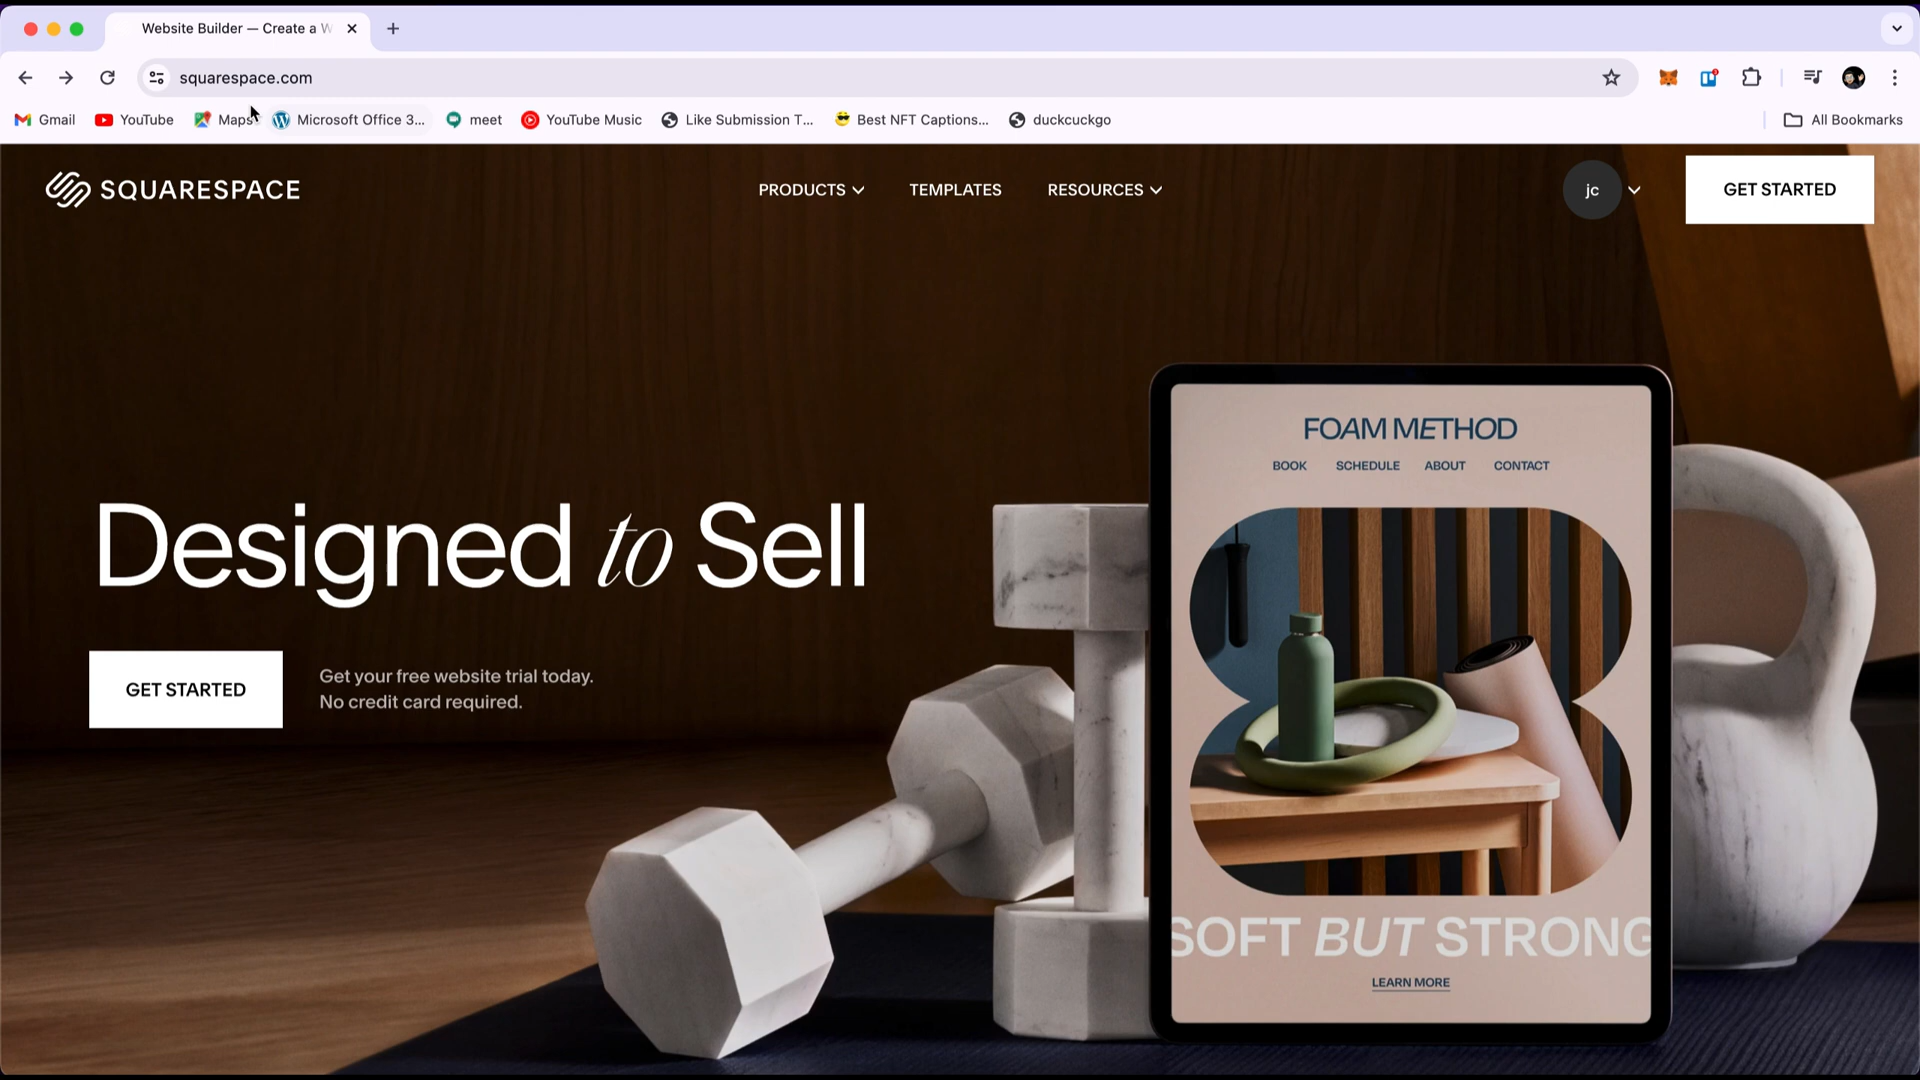 Website Builder — Create a W
squarespace.com
Gmail
YouTube
Maps
Microsoft Office 3...
meet
YouTube Music
Like Submission T...
Best NFT Captions...
duckcuckgo
All Bookmarks
SQUARESPACE
PRODUCTS
TEMPLATES
RESOURCES
jc
GET STARTED
Designed to Sell
GET STARTED
Get your free website trial today.
No credit card required.
FOAM METHOD
BOOK SCHEDULE ABOUT CONTACT
SOFT BUT STRONG
LEARN MORE